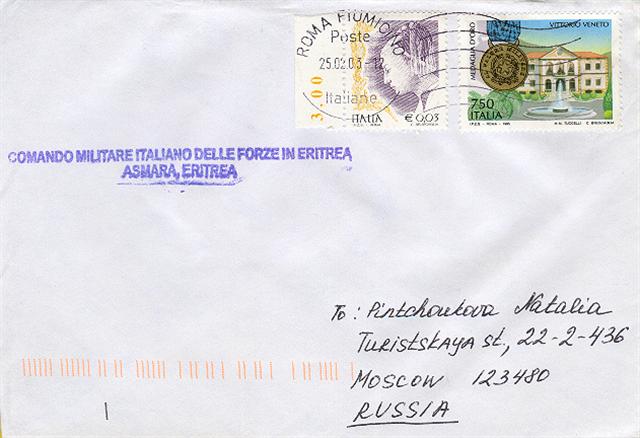 ROMA FIUMICINO
Poste
25.02.03-12
Italiane
3.00
ITALIA
€ 0,03
MEDAGLIA D'ORO
VITTORIO VENETO
750
ITALIA
COMANDO MILITARE ITALIANO DELLE FORZE IN ERITREA
ASMARA, ERITREA
To: Pintchoukova Natalia
Turistskaya st., 22-2-436
Moscow 123480
RUSSIA